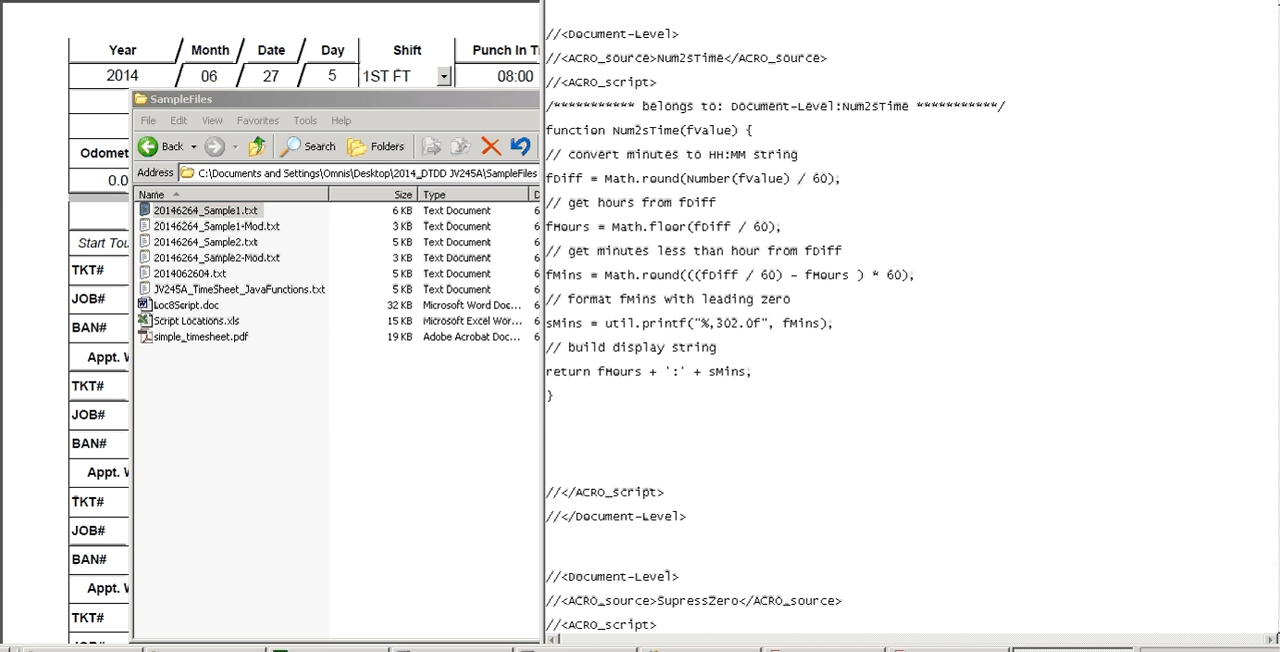 Year Month Date Day Shift Punch In T
2014 06 27 5 1ST FT 08:00
Odomet
0.0
Start Tou
TKT#
JOB#
BAN#
Appt. W
TKT#
JOB#
BAN#
Appt. W
TKT#
JOB#
BAN#
Appt. W
TKT#
SampleFiles
File Edit View Favorites Tools Help
Back Search Folders
Address C:\Documents and Settings\Omnis\Desktop\2014_DTDD JV245A\SampleFiles
Name Size Type D
20146264_Sample1.txt 6 KB Text Document 6
20146264_Sample1-Mod.txt 3 KB Text Document 6
20146264_Sample2.txt 5 KB Text Document 6
20146264_Sample2-Mod.txt 3 KB Text Document 6
2014062604.txt 5 KB Text Document 6
JV245A_TimeSheet_JavaFunctions.txt 5 KB Text Document 6
Loc8Script.doc 32 KB Microsoft Word Doc... 6
Script Locations.xls 15 KB Microsoft Excel Wor... 6
simple_timesheet.pdf 19 KB Adobe Acrobat Doc... 6
//<Document-Level>
//<ACRO_source>Num2sTime</ACRO_source>
//<ACRO_script>
/*********** belongs to: Document-Level:Num2sTime ***********/
function Num2sTime(fValue) {
// convert minutes to HH:MM string
fDiff = Math.round(Number(fValue) / 60);
// get hours from fDiff
fHours = Math.floor(fDiff / 60);
// get minutes less than hour from fDiff
fMins = Math.round(((fDiff / 60) - fHours ) * 60);
// format fMins with leading zero
sMins = util.printf("%,302.0f", fMins);
// build display string
return fHours + ':' + sMins;
}
//</ACRO_script>
//</Document-Level>
//<Document-Level>
//<ACRO_source>SupressZero</ACRO_source>
//<ACRO_script>